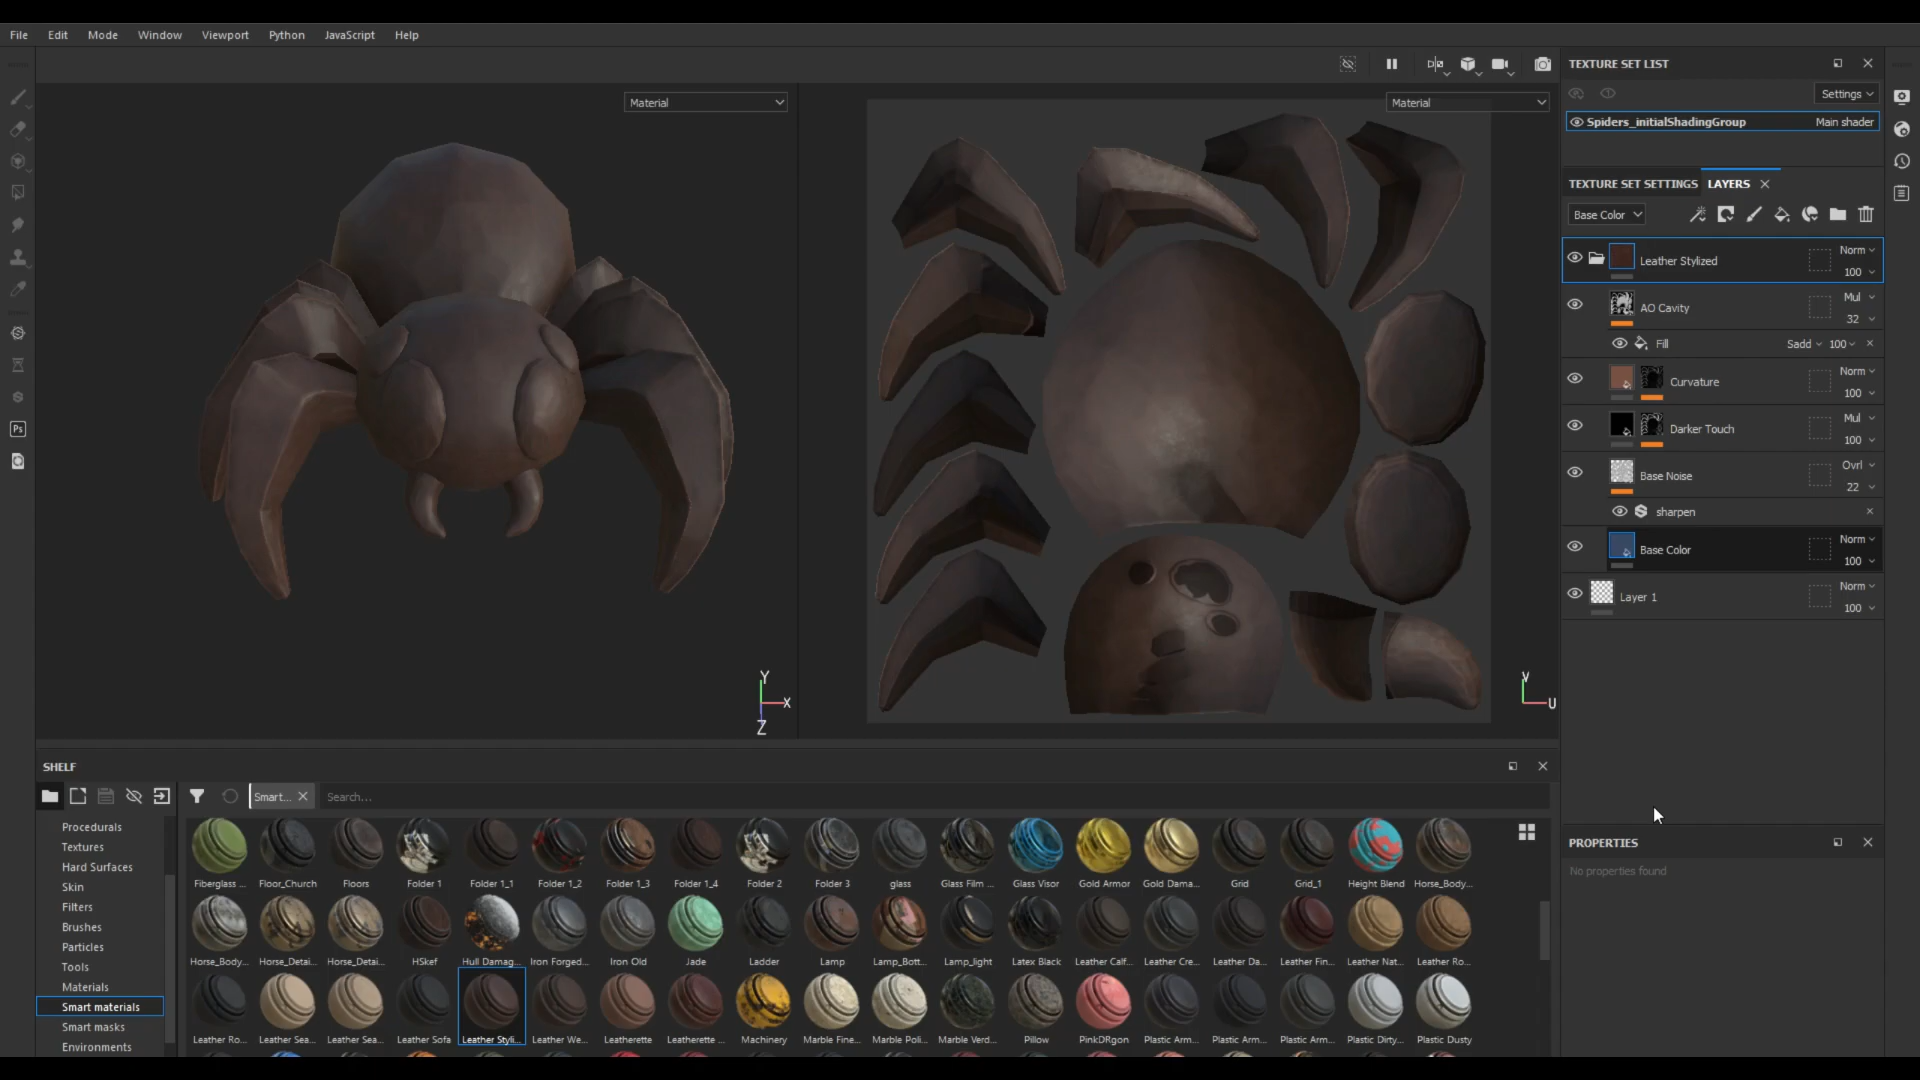 File Edit Mode Window Viewport Python JavaScript Help
TEXTURE SET LIST
Material
Material
Settings
Spiders_initialShadingGroup Main shader
TEXTURE SET SETTINGS LAYERS
Base Color
Leather Stylized Norm 100
AO Cavity Mul 32
Fill Sadd 100
Curvature Norm 100
Darker Touch Mul 100
Base Noise Ovrl 22
sharpen
Base Color Norm 100
Layer 1 Norm 100
Ps
Y
X
Z
V
U
SHELF
Smart... Search...
Procedurals
Textures
Hard Surfaces
Skin
Filters
Brushes
Particles
Tools
Materials
Smart materials
Smart masks
Environments
Fiberglass ... Floor_Church Floors Folder 1 Folder 1_1 Folder 1_2 Folder 1_3 Folder 1_4 Folder 2 Folder 3 glass Glass Film ... Glass Visor Gold Armor Gold Dama... Grid Grid_1 Height Blend Horse_Body...
Horse_Body... Horse_Detai... Horse_Detai... HSkef Hull Damag... Iron Forged... Iron Old Jade Ladder Lamp Lamp_Bott... Lamp_light Latex Black Leather Calf... Leather Cre... Leather Da... Leather Fin... Leather Nat... Leather Ro...
Leather Ro... Leather Sea... Leather Sea... Leather Sofa Leather Styli... Leather We... Leatherette Leatherette ... Machinery Marble Fine... Marble Poli... Marble Verd... Pillow PinkDRgon Plastic Arm... Plastic Arm... Plastic Arm... Plastic Dirty... Plastic Dusty
PROPERTIES
No properties found